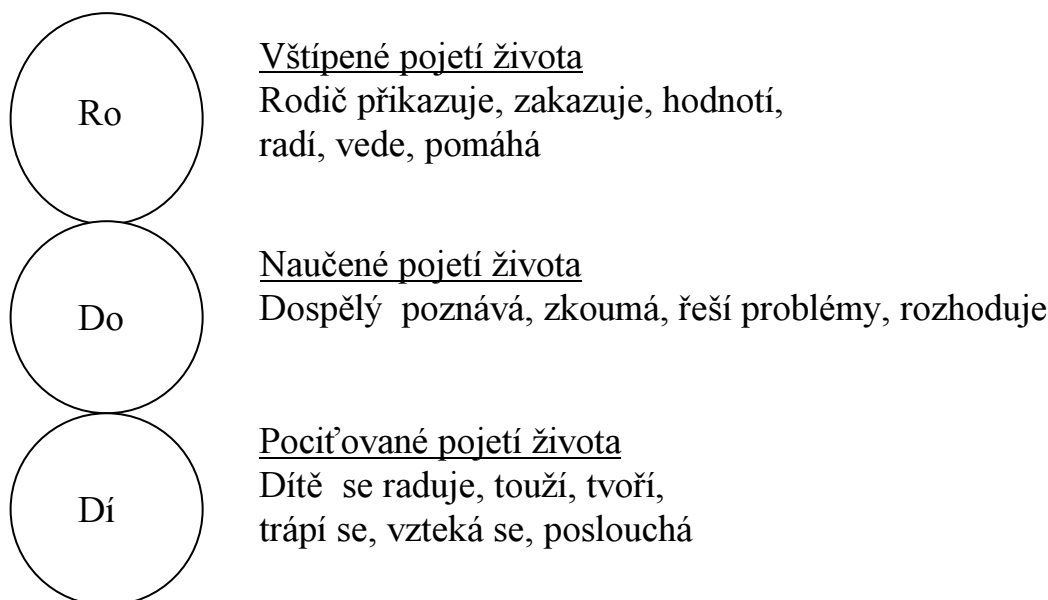 Ro
Vštípené pojetí života
Rodič přikazuje, zakazuje, hodnotí,
radí, vede, pomáhá
Do
Naučené pojetí života
Dospělý  poznává, zkoumá, řeší problémy, rozhoduje
Dí
Pociťované pojetí života
Dítě  se raduje, touží, tvoří,
trápí se, vzteká se, poslouchá